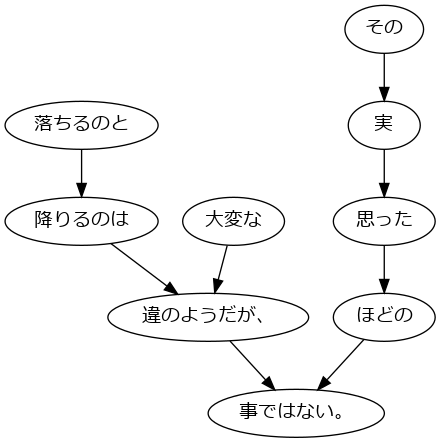 その
落ちるのと
実
降りるのは
大変な
思った
違のようだが、
ほどの
事ではない。